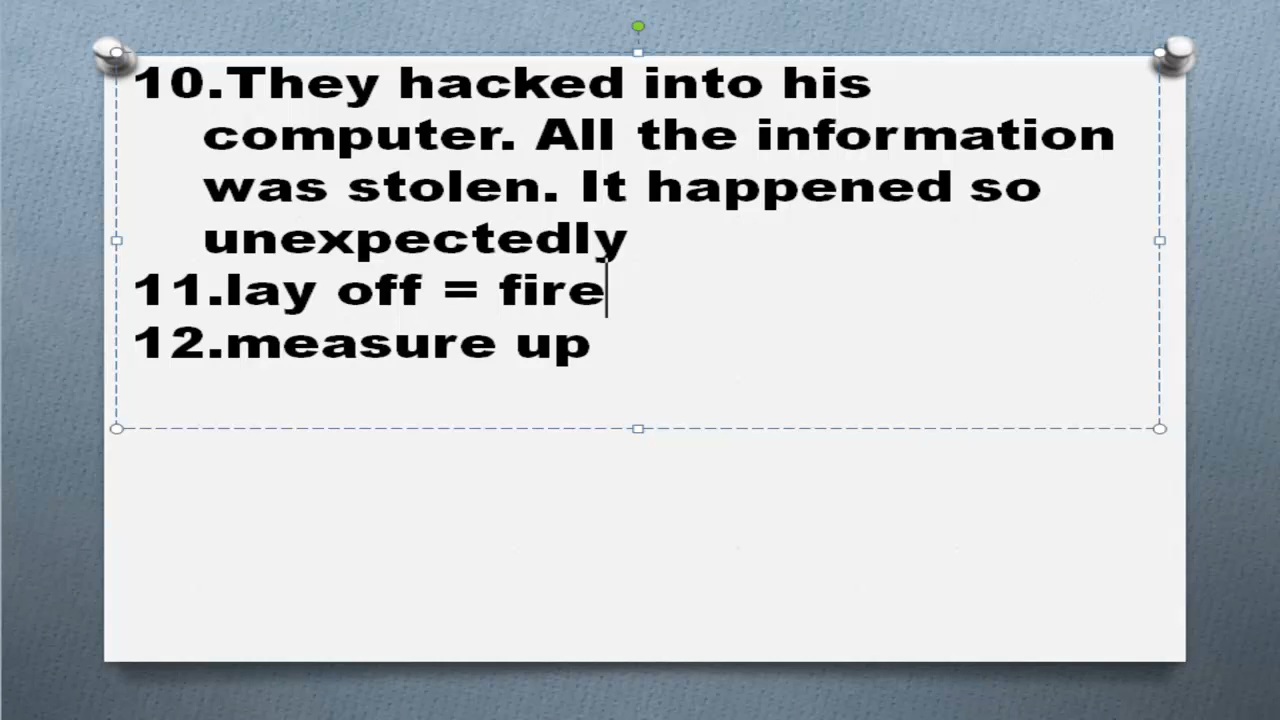 10.They hacked into his
computer. All the information
was stolen. It happened so
unexpectedly
11.lay off = fire
12.measure up